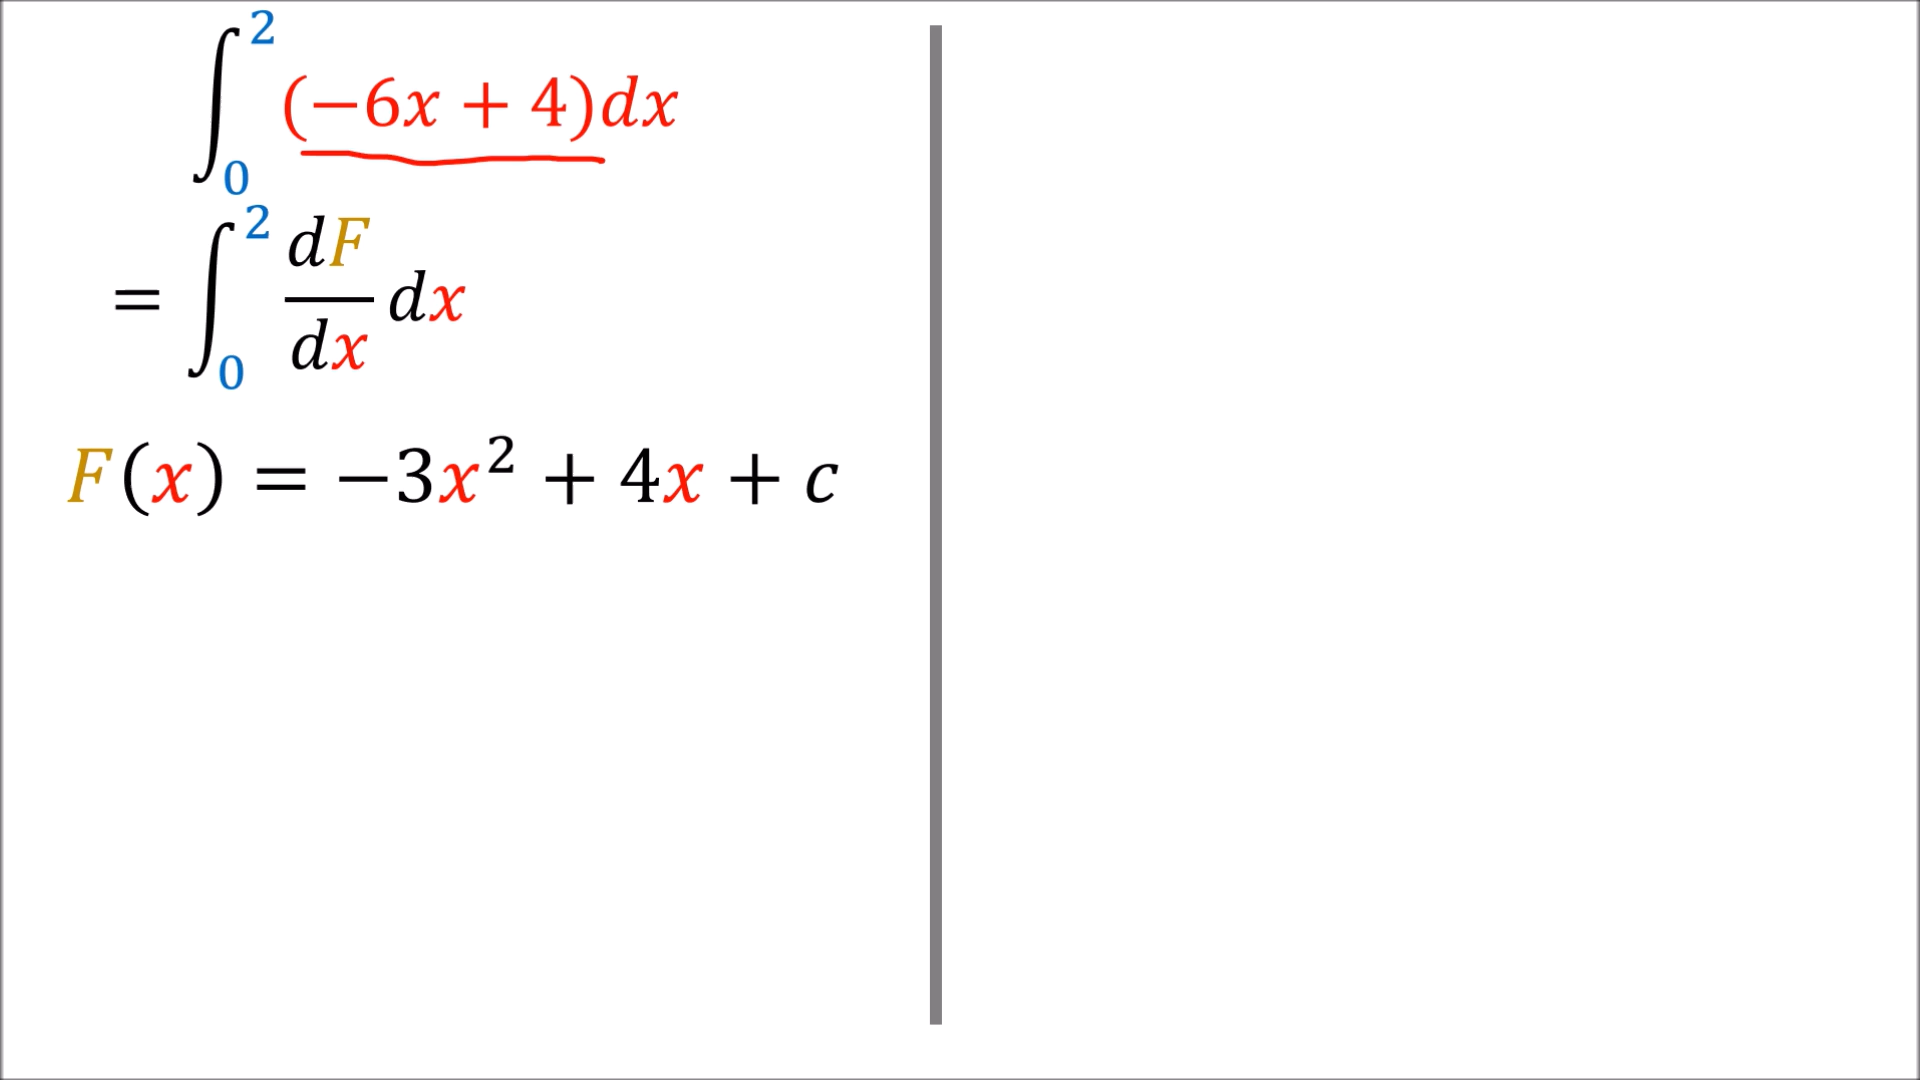 ∫₀² (−6x + 4)dx
= ∫₀² dF/dx dx
F(x) = −3x² + 4x + c